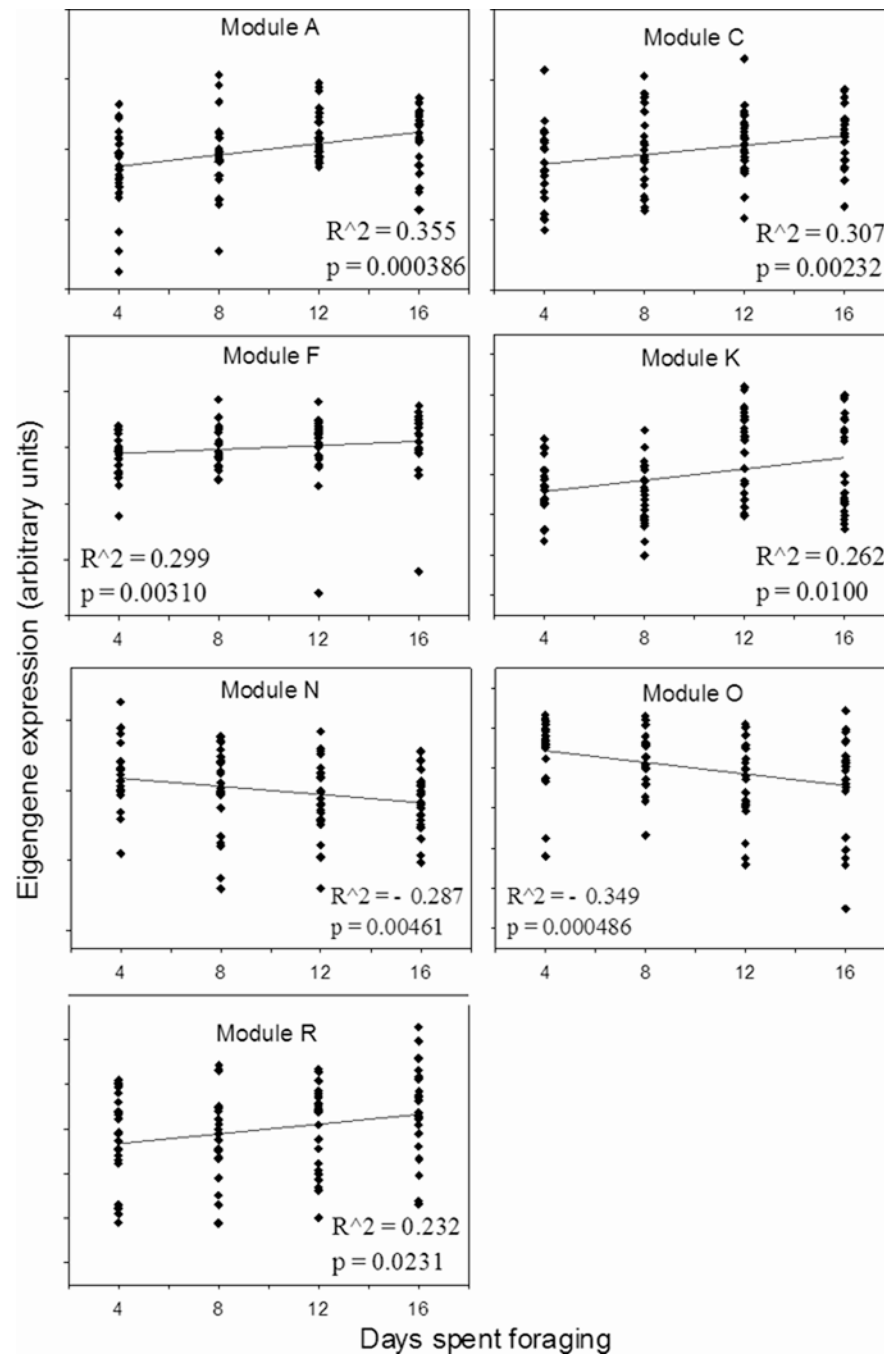 Module A
R^2 = 0.355
p = 0.000386
4 8 12 16
Module C
R^2 = 0.307
p = 0.00232
4 8 12 16
Module F
R^2 = 0.299
p = 0.00310
4 8 12 16
Module K
R^2 = 0.262
p = 0.0100
4 8 12 16
Module N
R^2 = - 0.287
p = 0.00461
4 8 12 16
Module O
R^2 = - 0.349
p = 0.000486
4 8 12 16
Module R
R^2 = 0.232
p = 0.0231
4 8 12 16
Eigengene expression (arbitrary units)
Days spent foraging